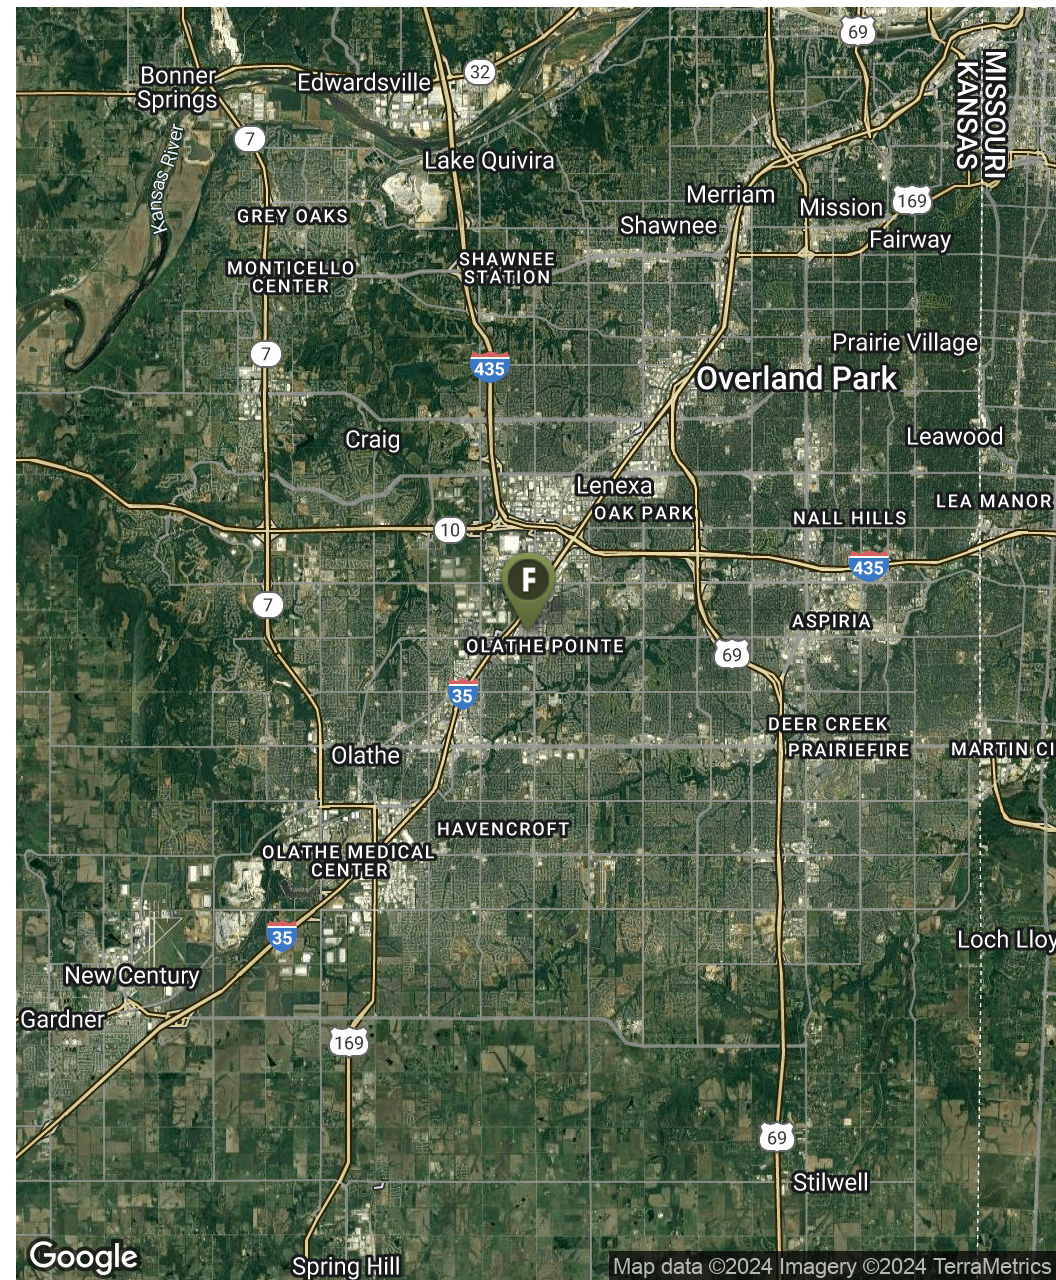 69
MISSOURI
KANSAS
Bonner
Springs
Edwardsville
32
7
Kansas River
Lake Quivira
Merriam
Mission
169
GREY OAKS
Shawnee
Fairway
MONTICELLO
CENTER
SHAWNEE
STATION
Prairie Village
7
435
Overland Park
Craig
Leawood
Lenexa
LEA MANOR
OAK PARK
NALL HILLS
10
435
F
7
ASPIRIA
OLATHE POINTE
69
35
DEER CREEK
PRAIRIEFIRE
MARTIN CI
Olathe
HAVENCROFT
OLATHE MEDICAL
CENTER
35
Loch Lloy
New Century
Gardner
169
69
Stilwell
Google
Spring Hill
Map data ©2024 Imagery ©2024 TerraMetrics